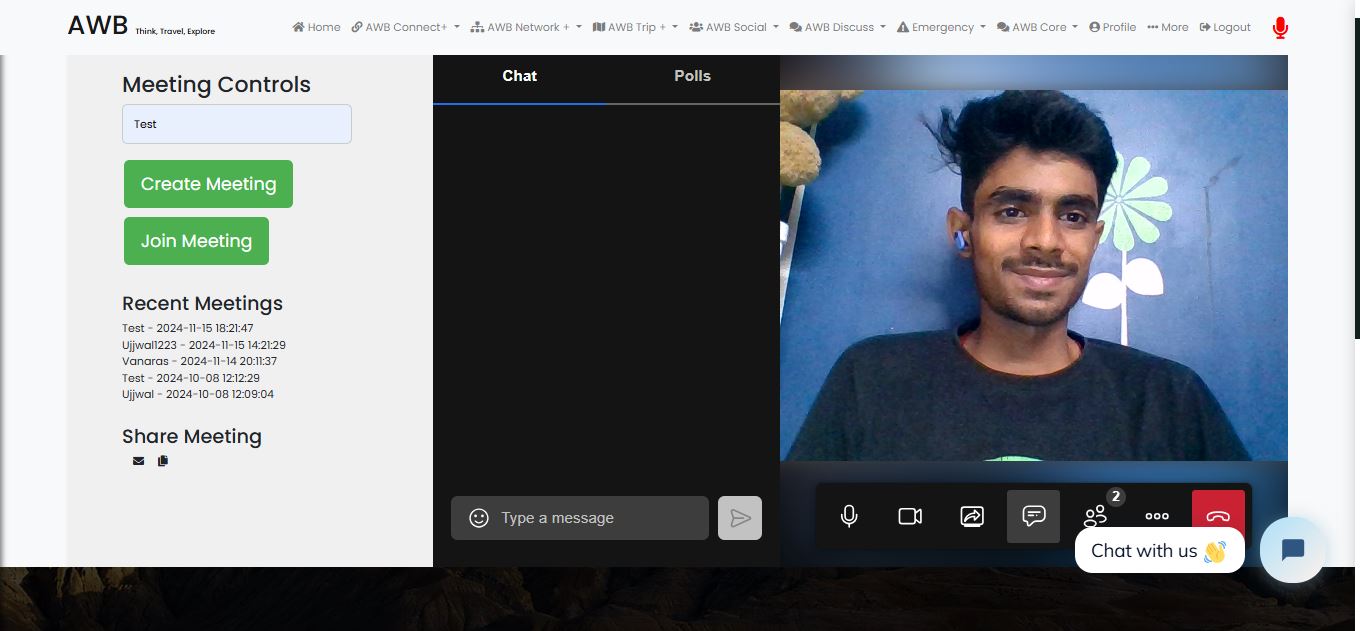 AWB Think, Travel, Explore
Home AWB Connect+ AWB Network + AWB Trip + AWB Social AWB Discuss Emergency AWB Core Profile More Logout
Meeting Controls
Test
Create Meeting
Join Meeting
Recent Meetings
Test - 2024-11-15 18:21:47
Ujjwal1223 - 2024-11-15 14:21:29
Vanaras - 2024-11-14 20:11:37
Test - 2024-10-08 12:12:29
Ujjwal - 2024-10-08 12:09:04
Share Meeting
Chat Polls
Type a message
2
Chat with us 👋